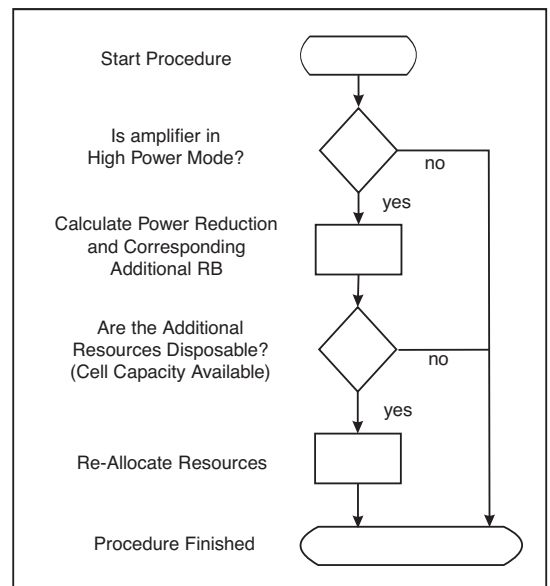 Start Procedure
Is amplifier in
High Power Mode?
no
yes
Calculate Power Reduction
and Corresponding
Additional RB
Are the Additional
Resources Disposable?
(Cell Capacity Available)
no
yes
Re-Allocate Resources
Procedure Finished